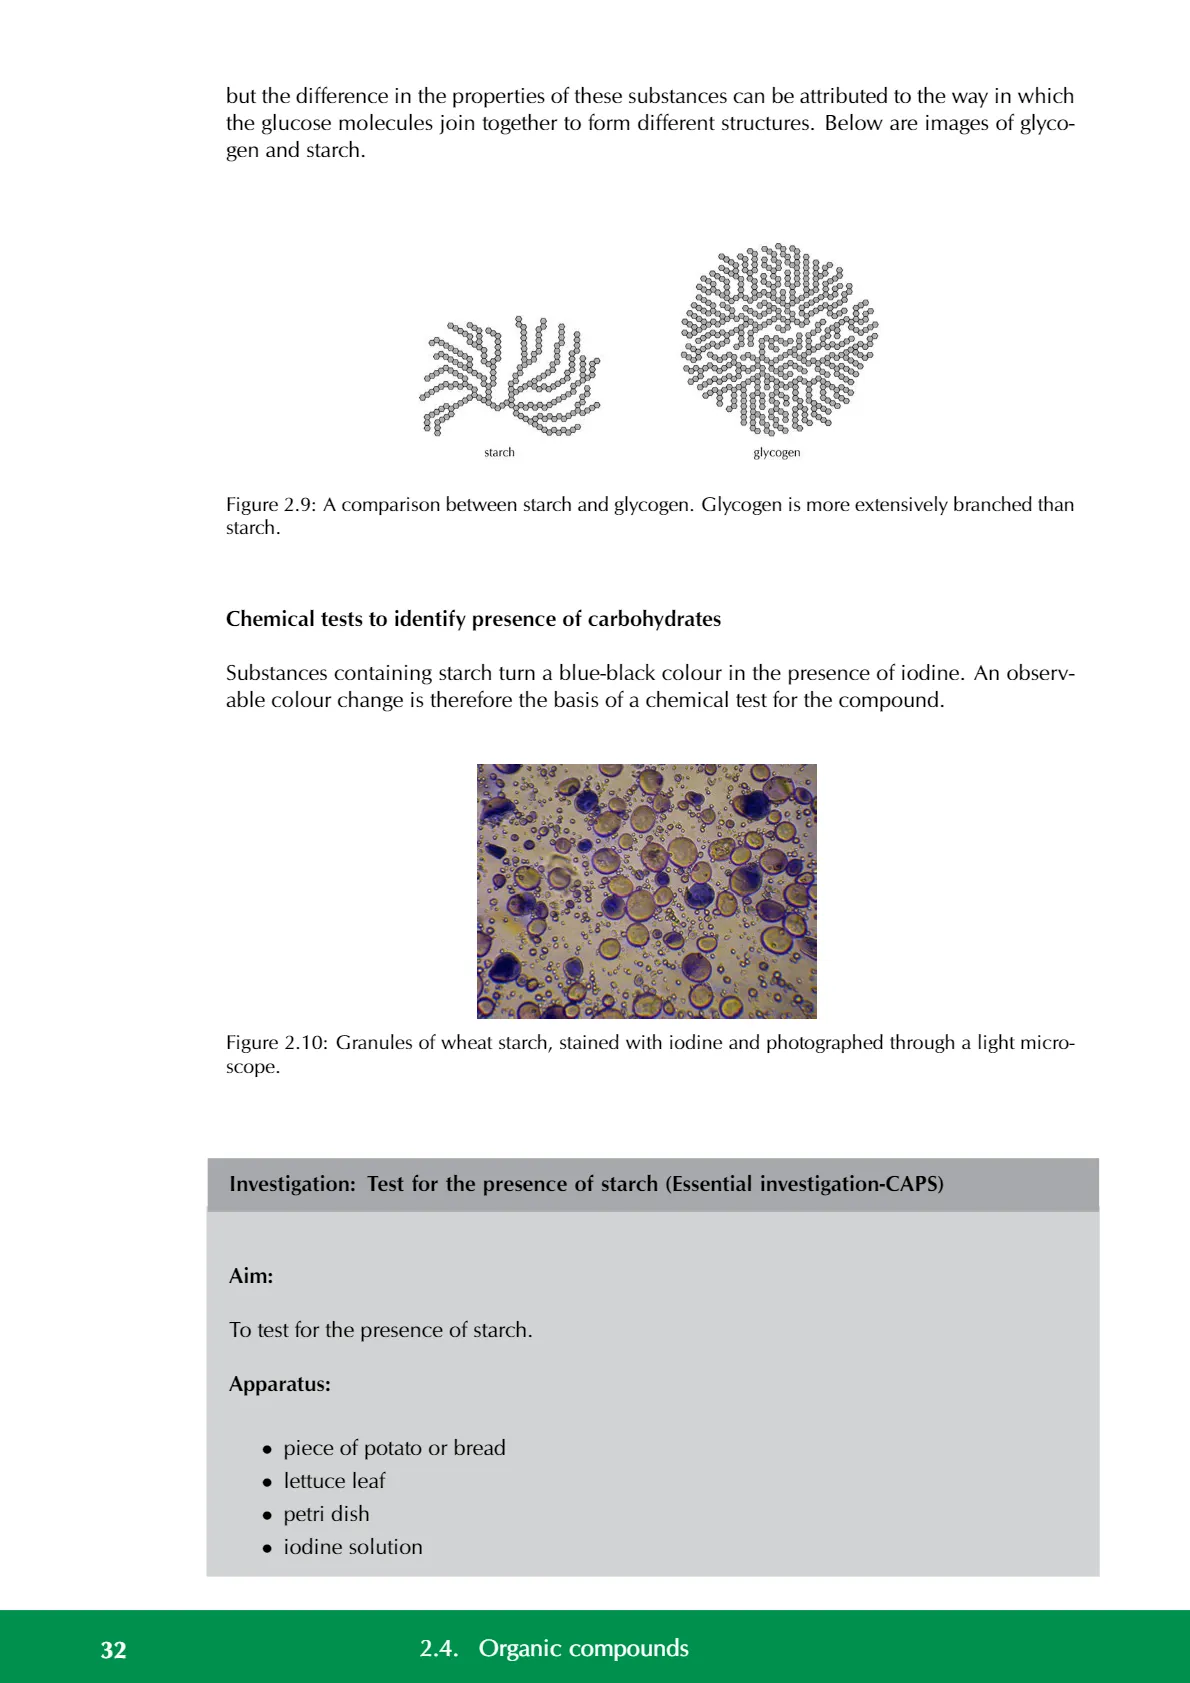 but the difference in the properties of these substances can be attributed to the way in which
the glucose molecules join together to form different structures. Below are images of glyco-
gen and starch.
starch
glycogen
Figure 2.9: A comparison between starch and glycogen. Glycogen is more extensively branched than
starch.
Chemical tests to identify presence of carbohydrates
Substances containing starch turn a blue-black colour in the presence of iodine. An observ-
able colour change is therefore the basis of a chemical test for the compound.
Figure 2.10: Granules of wheat starch, stained with iodine and photographed through a light micro-
scope.
Investigation: Test for the presence of starch (Essential investigation-CAPS)
Aim:
To test for the presence of starch.
Apparatus:
• piece of potato or bread
• lettuce leaf
• petri dish
• iodine solution
32
2.4. Organic compounds